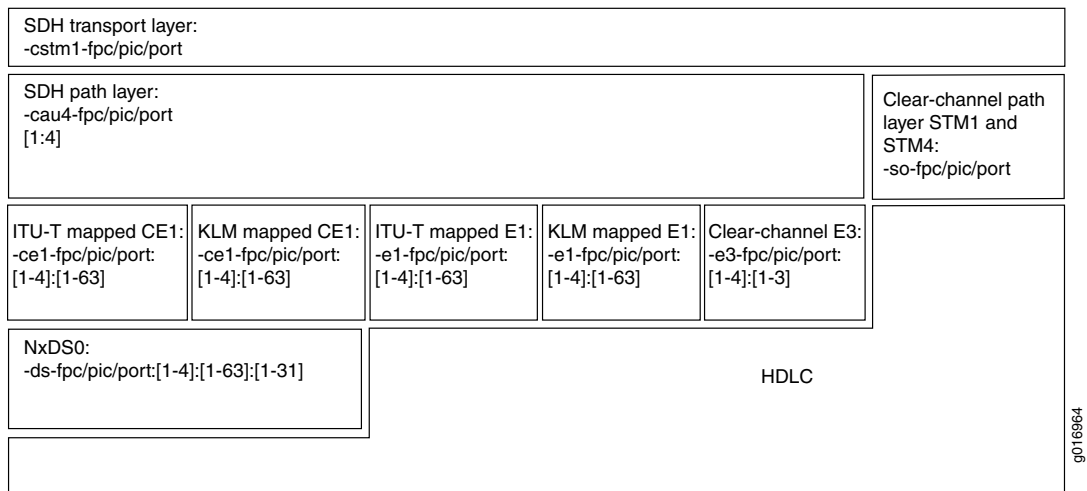 SDH transport layer:
-cstm1-fpc/pic/port
SDH path layer:
-cau4-fpc/pic/port
[1:4]
Clear-channel path
layer STM1 and
STM4:
-so-fpc/pic/port
ITU-T mapped CE1:
-ce1-fpc/pic/port:
[1-4]:[1-63]
KLM mapped CE1:
-ce1-fpc/pic/port:
[1-4]:[1-63]
ITU-T mapped E1:
-e1-fpc/pic/port:
[1-4]:[1-63]
KLM mapped E1:
-e1-fpc/pic/port:
[1-4]:[1-63]
Clear-channel E3:
-e3-fpc/pic/port:
[1-4]:[1-3]
NxDS0:
-ds-fpc/pic/port:[1-4]:[1-63]:[1-31]
HDLC
g016964